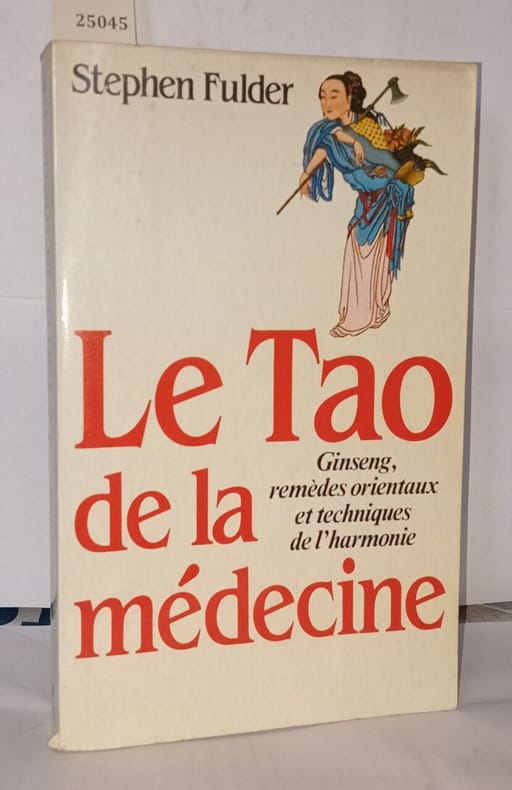 25045
Stephen Fulder
Le Tao
de la
médecine
Ginseng,
remèdes orientaux
et techniques
de l'harmonie